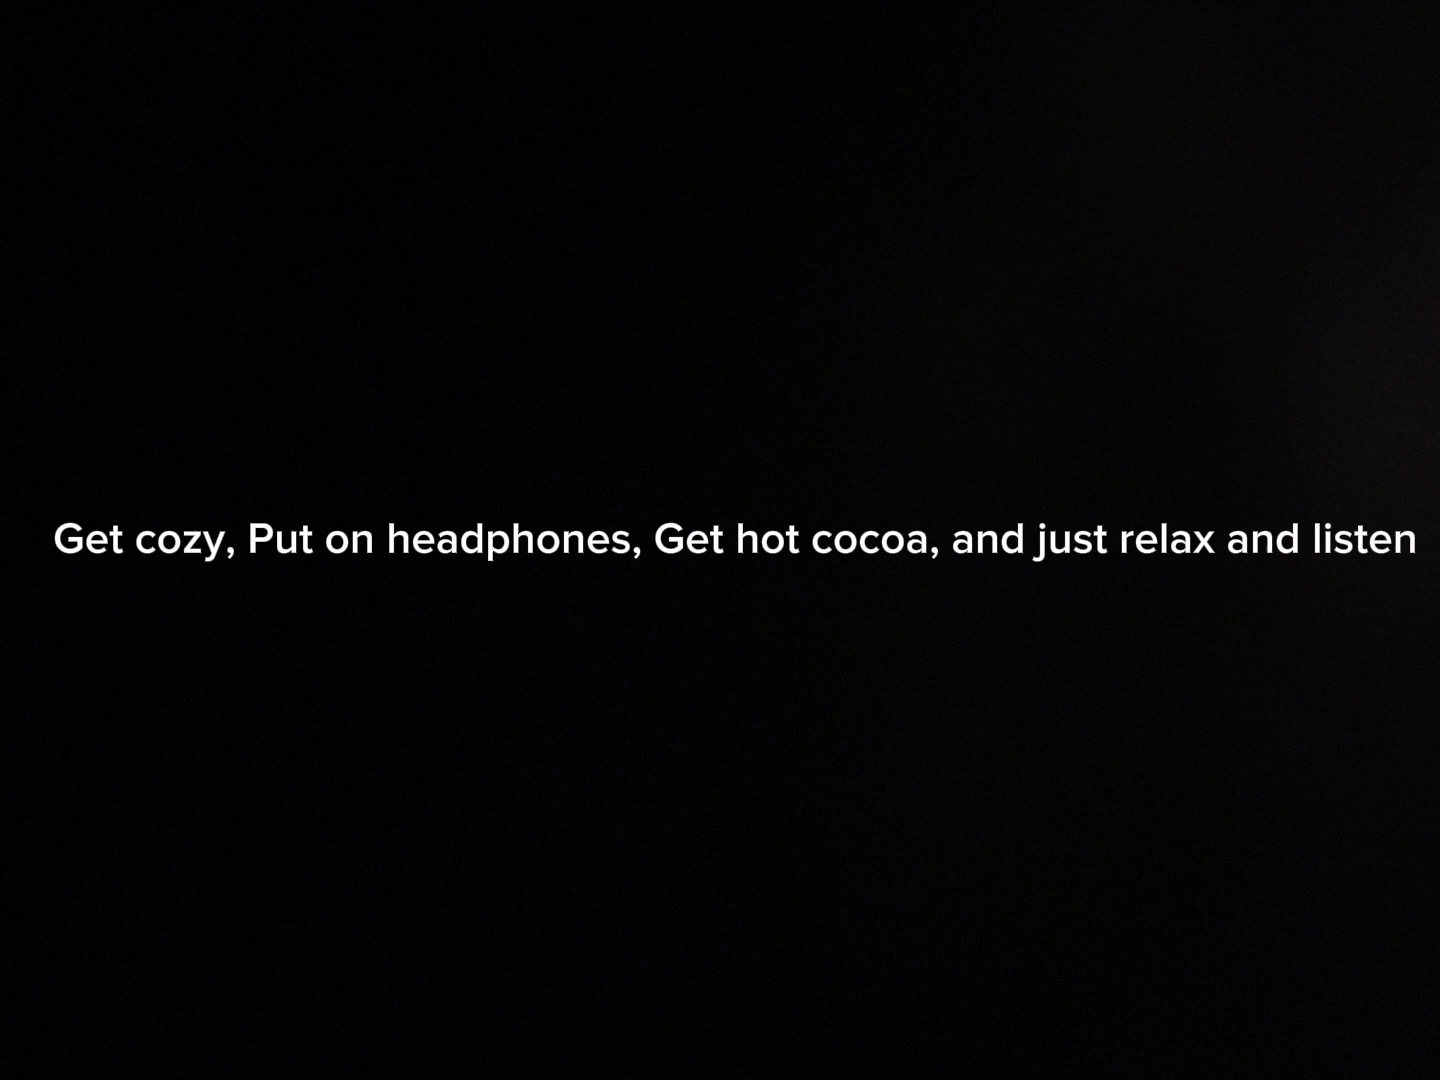 Get cozy, Put on headphones, Get hot cocoa, and just relax and listen